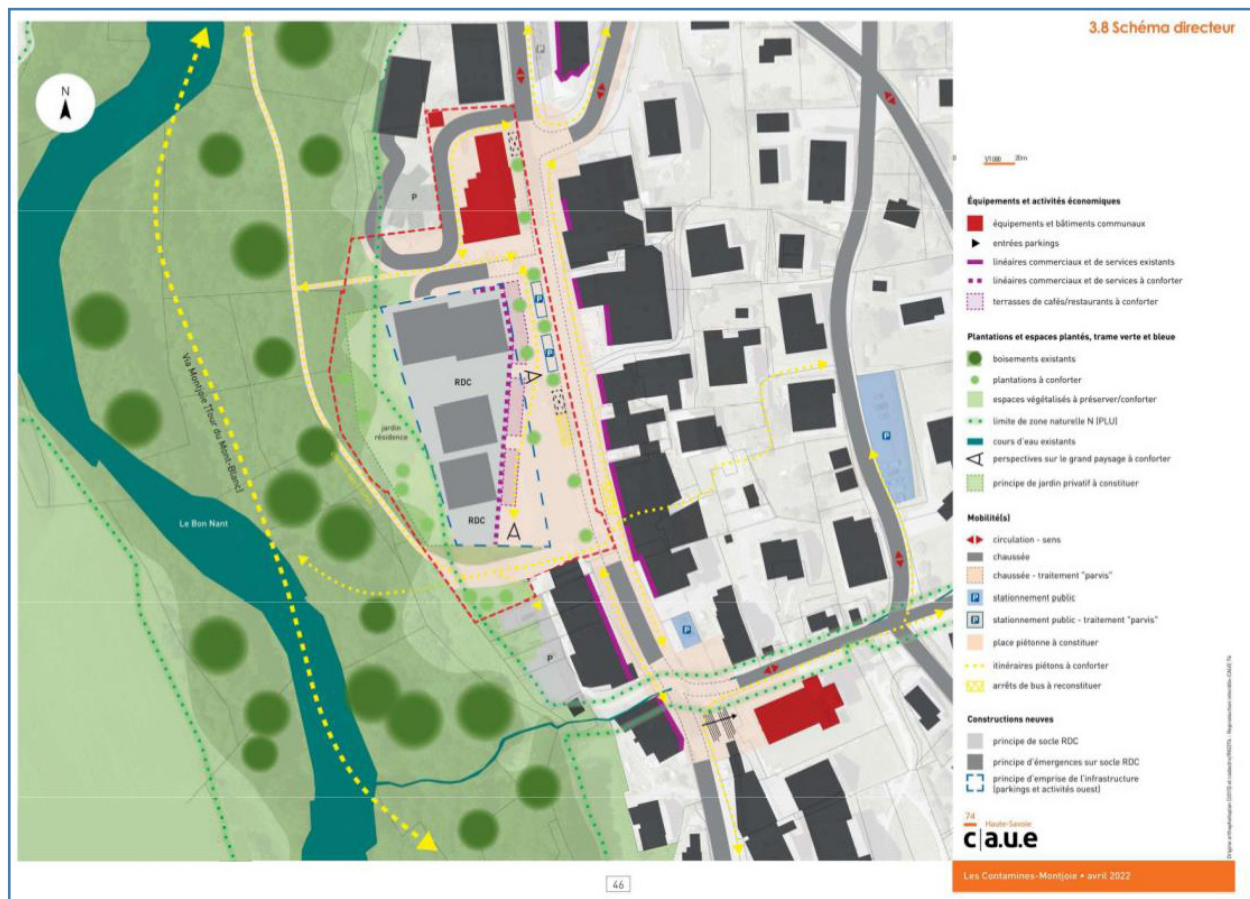 3.8 Schéma directeur
N
P
RDC
jardin
résidence
RDC
P
P
P
Via Montjoie (Tour du Mont-Blanc)
Le Bon Nant
P
P
0 1/1000 20m
Équipements et activités économiques
équipements et bâtiments communaux
entrées parkings
linéaires commerciaux et de services existants
linéaires commerciaux et de services à conforter
terrasses de cafés/restaurants à conforter
Plantations et espaces plantés, trame verte et bleue
boisements existants
plantations à conforter
espaces végétalisés à préserver/conforter
limite de zone naturelle N (PLU)
cours d'eau existants
perspectives sur le grand paysage à conforter
principe de jardin privatif à constituer
Mobilité(s)
circulation - sens
chaussée
chaussée - traitement "parvis"
P stationnement public
P stationnement public - traitement "parvis"
place piétonne à constituer
itinéraires piétons à conforter
arrêts de bus à reconstituer
Constructions neuves
principe de socle RDC
principe d'émergences sur socle RDC
principe d'emprise de l'infrastructure
(parkings et activités ouest)
74 Haute-Savoie
c|a.u.e
Les Contamines-Montjoie • avril 2022
46